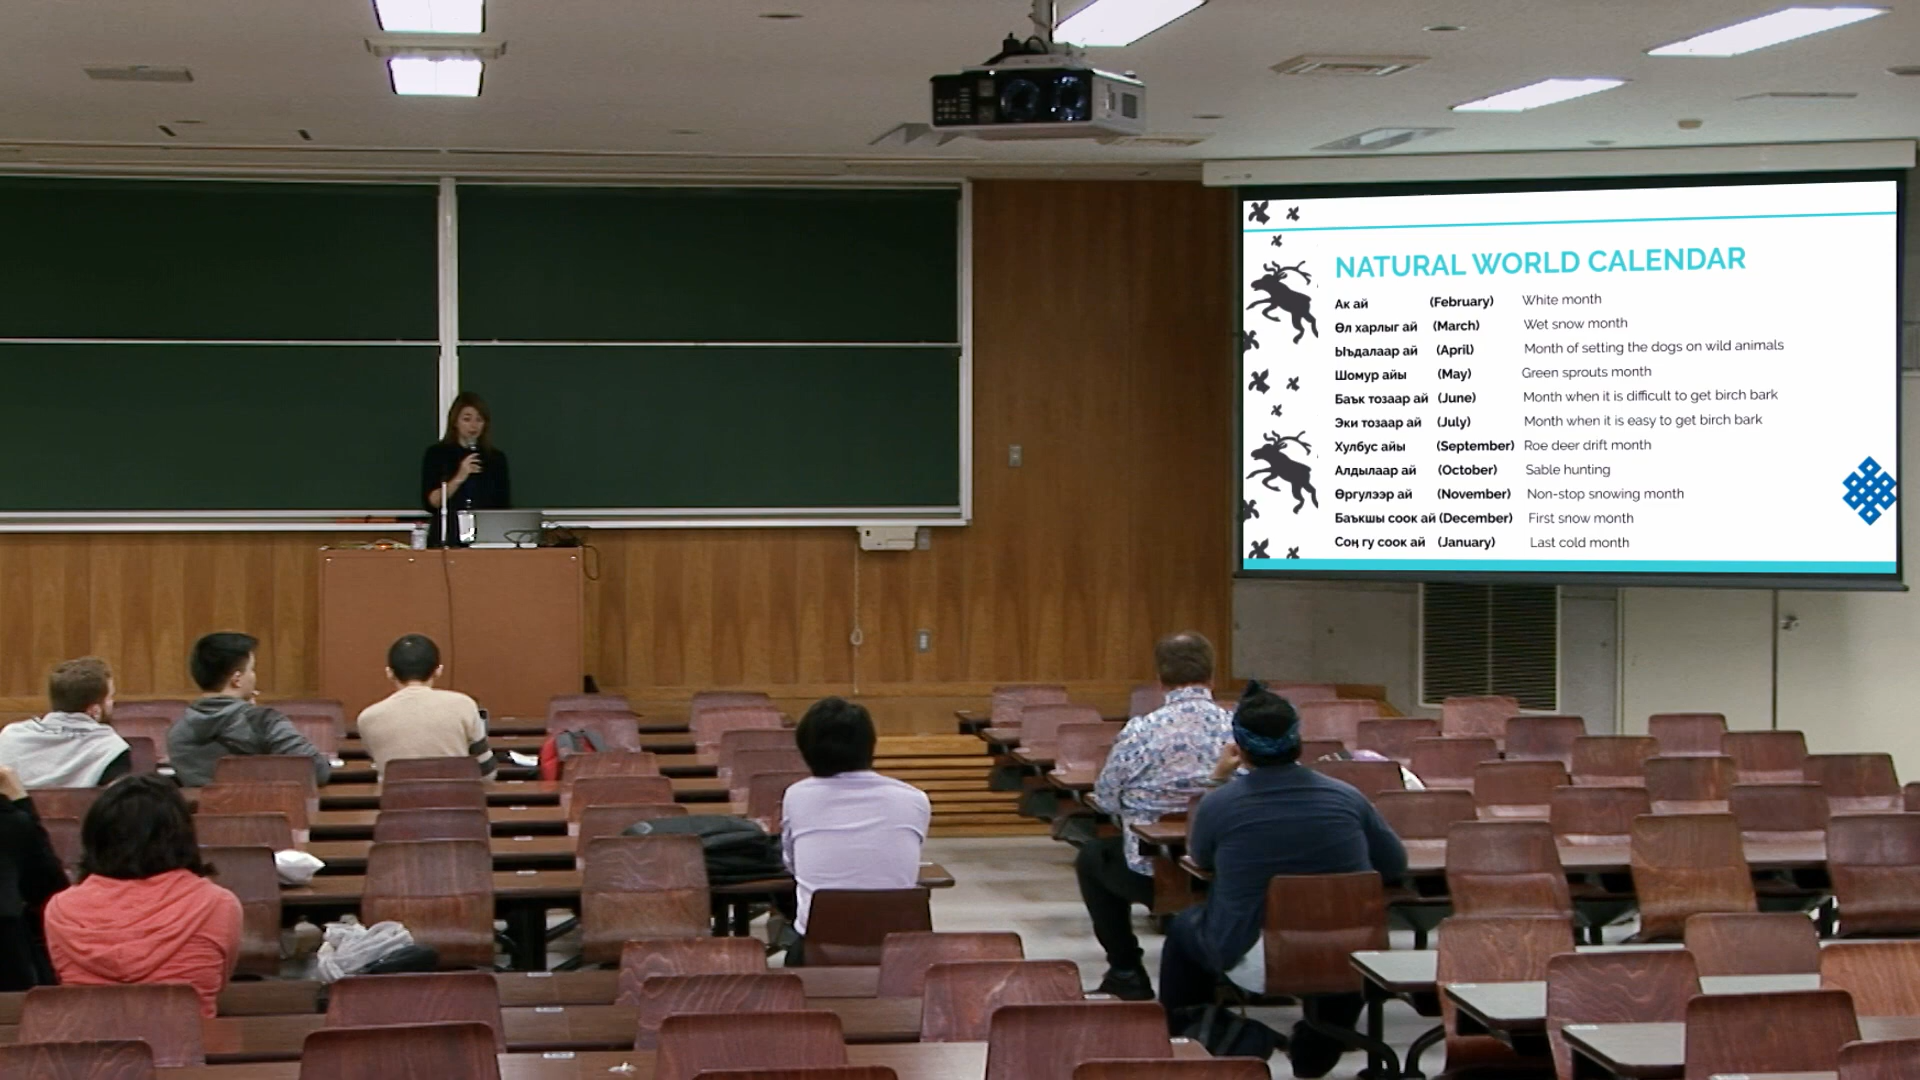 NATURAL WORLD CALENDAR
Ак ай (February) White month
Өл харлыг ай (March) Wet snow month
Ыъдалаар ай (April) Month of setting the dogs on wild animals
Шомур айы (May) Green sprouts month
Баък тозаар ай (June) Month when it is difficult to get birch bark
Эки тозаар ай (July) Month when it is easy to get birch bark
Хулбус айы (September) Roe deer drift month
Алдылаар ай (October) Sable hunting
Өргулээр ай (November) Non-stop snowing month
Баъкшы соок ай (December) First snow month
Соң гу соок ай (January) Last cold month